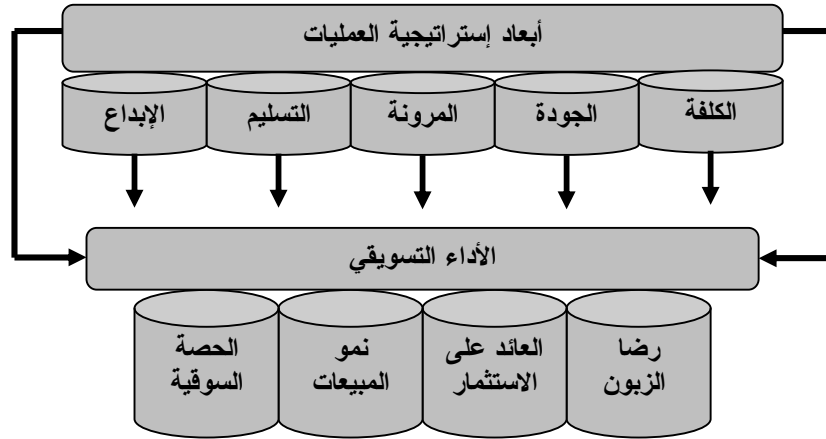 أبعاد إستراتيجية العمليات
الكلفة
الجودة
المرونة
التسليم
الإبداع
الأداء التسويقي
رضا
الزبون
العائد على
الاستثمار
نمو
المبيعات
الحصة
السوقية